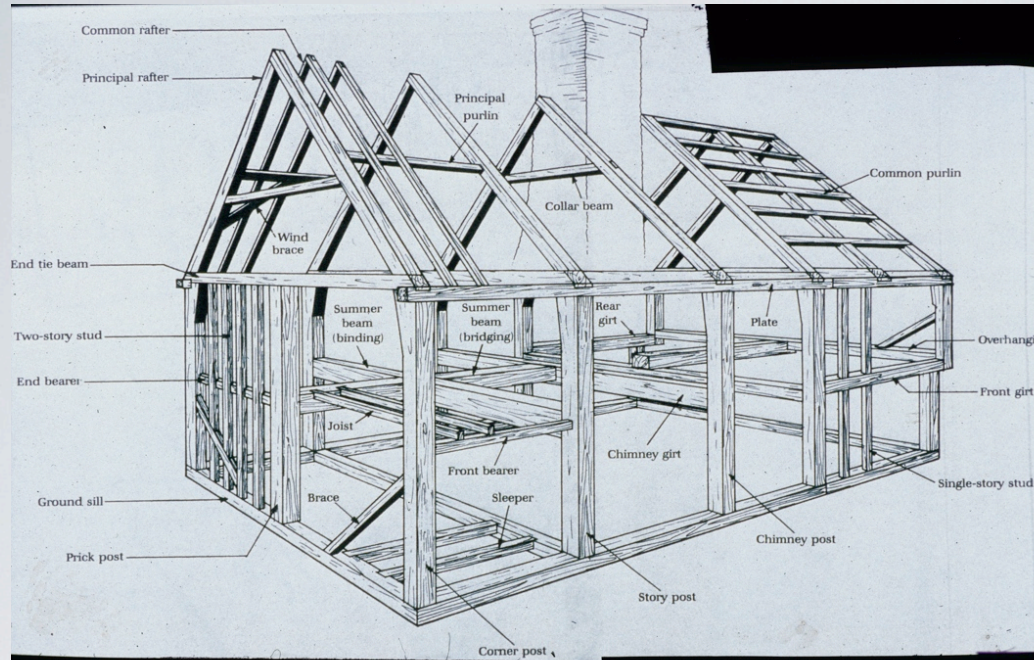 Common rafter
Principal rafter
Principal
purlin
Common purlin
Collar beam
Wind
brace
End tie beam
Summer
beam
(binding)
Summer
beam
(bridging)
Rear
girt
Plate
Two-story stud
Overhang
End bearer
Front girt
Joist
Chimney girt
Front bearer
Single-story stud
Ground sill
Brace
Sleeper
Chimney post
Prick post
Story post
Corner post